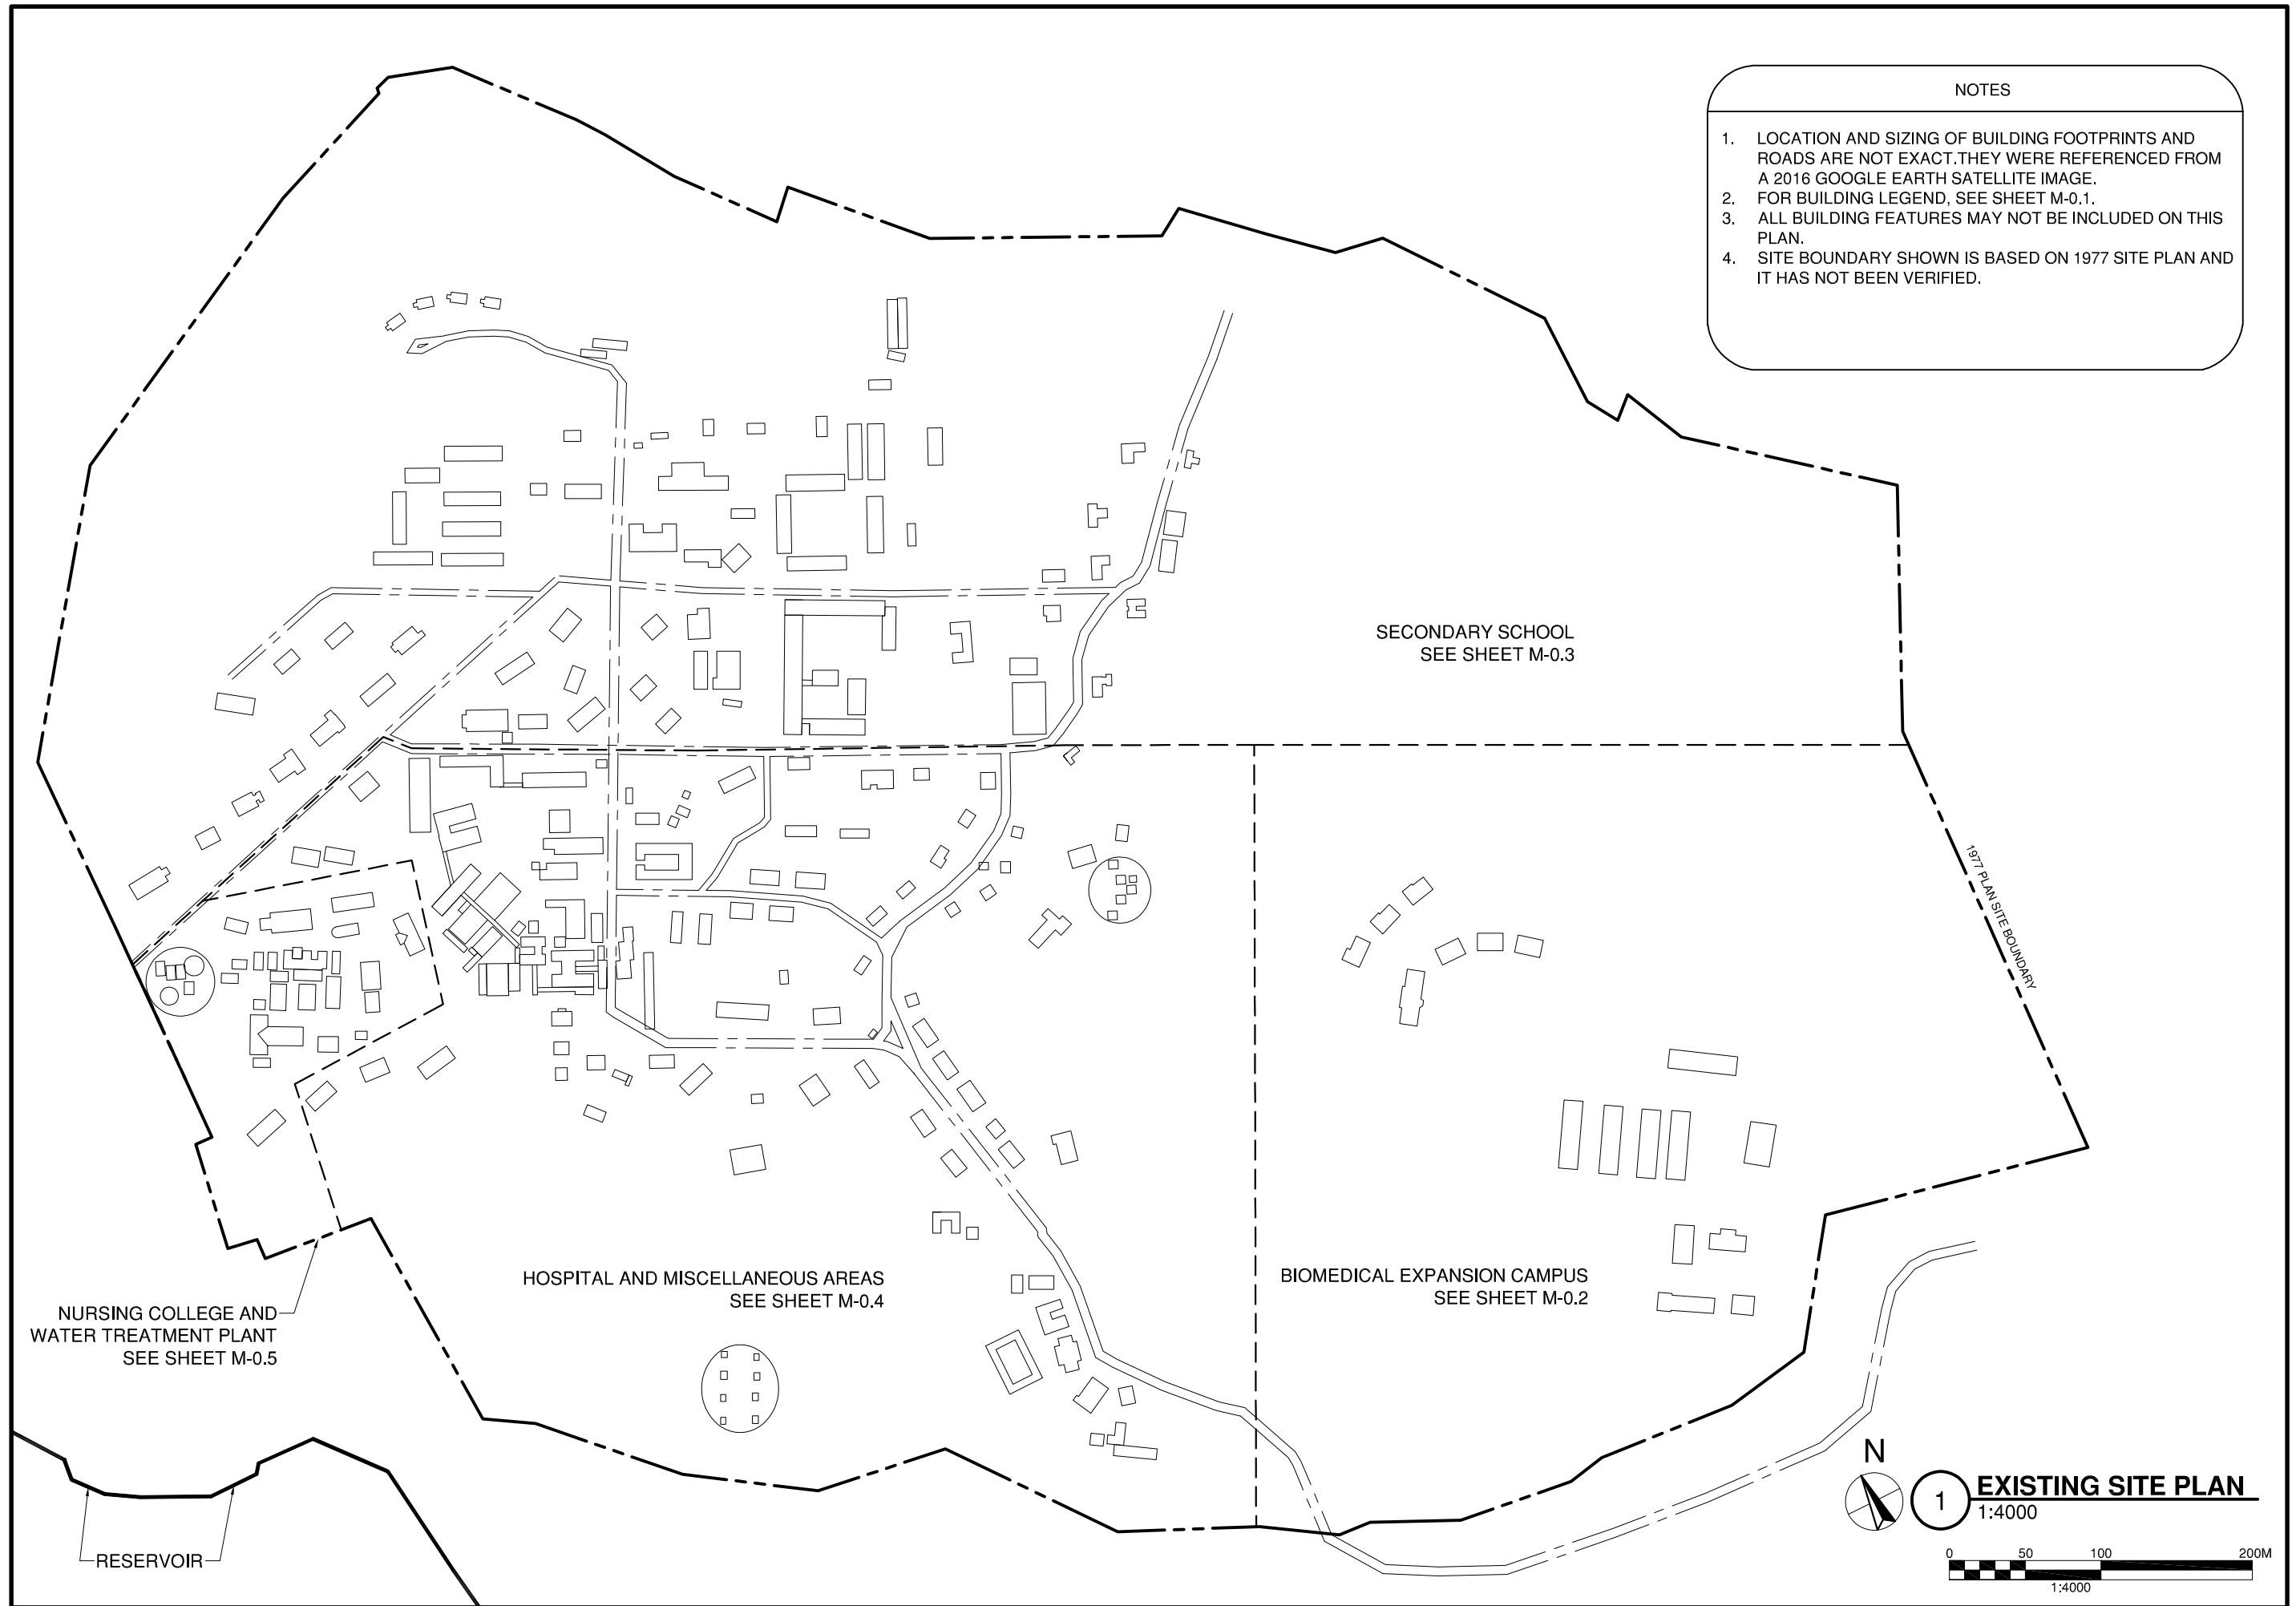 NOTES
1. LOCATION AND SIZING OF BUILDING FOOTPRINTS AND
ROADS ARE NOT EXACT.THEY WERE REFERENCED FROM
A 2016 GOOGLE EARTH SATELLITE IMAGE.
2. FOR BUILDING LEGEND, SEE SHEET M-0.1.
3. ALL BUILDING FEATURES MAY NOT BE INCLUDED ON THIS
PLAN.
4. SITE BOUNDARY SHOWN IS BASED ON 1977 SITE PLAN AND
IT HAS NOT BEEN VERIFIED.
SECONDARY SCHOOL
SEE SHEET M-0.3
1977 PLAN SITE BOUNDARY
HOSPITAL AND MISCELLANEOUS AREAS
SEE SHEET M-0.4
BIOMEDICAL EXPANSION CAMPUS
SEE SHEET M-0.2
NURSING COLLEGE AND
WATER TREATMENT PLANT
SEE SHEET M-0.5
RESERVOIR
N
1
EXISTING SITE PLAN
1:4000
0 50 100 200M
1:4000